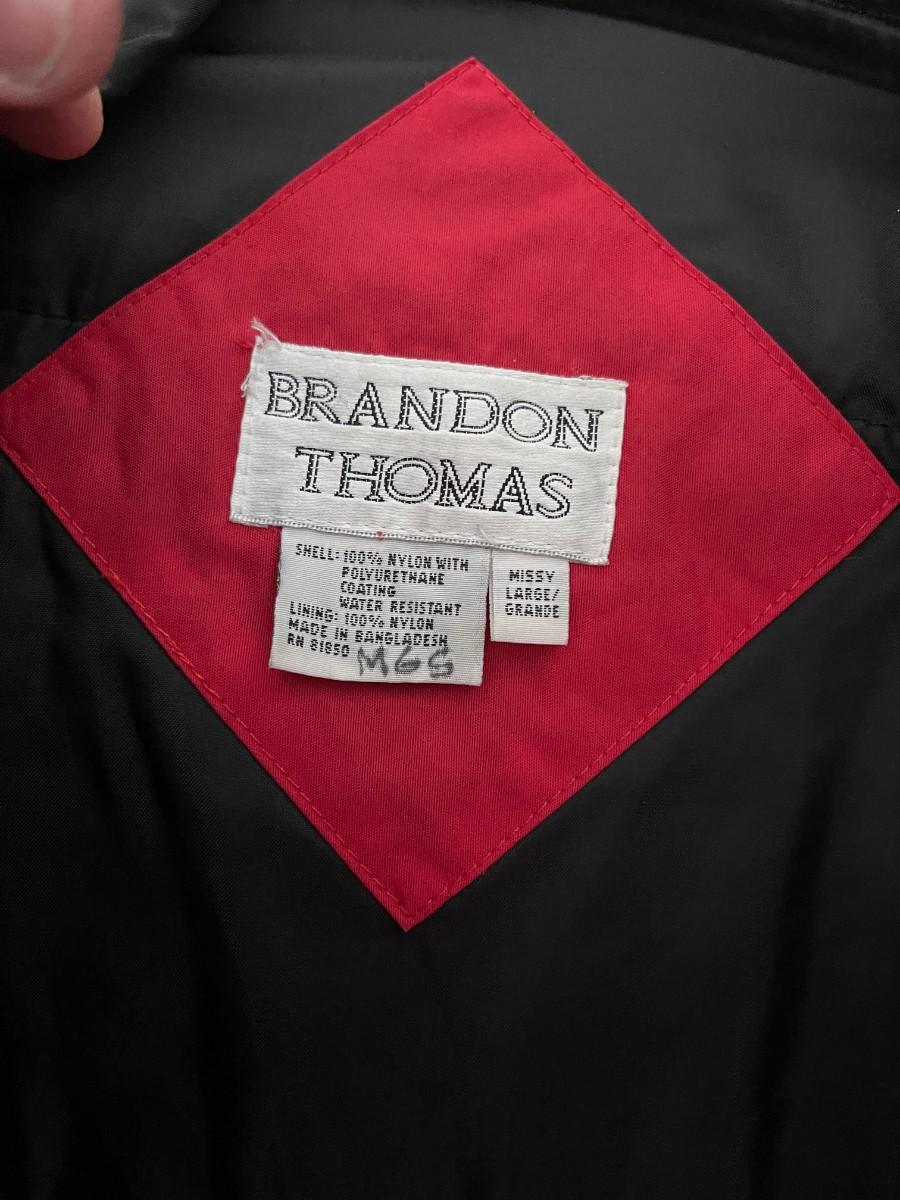 BRANDON
THOMAS
SHELL: 100% NYLON WITH
POLYURETHANE
COATING
WATER RESISTANT
LINING: 100% NYLON
MADE IN BANGLADESH
RN 81850
MGS
MISSY
LARGE/
GRANDE